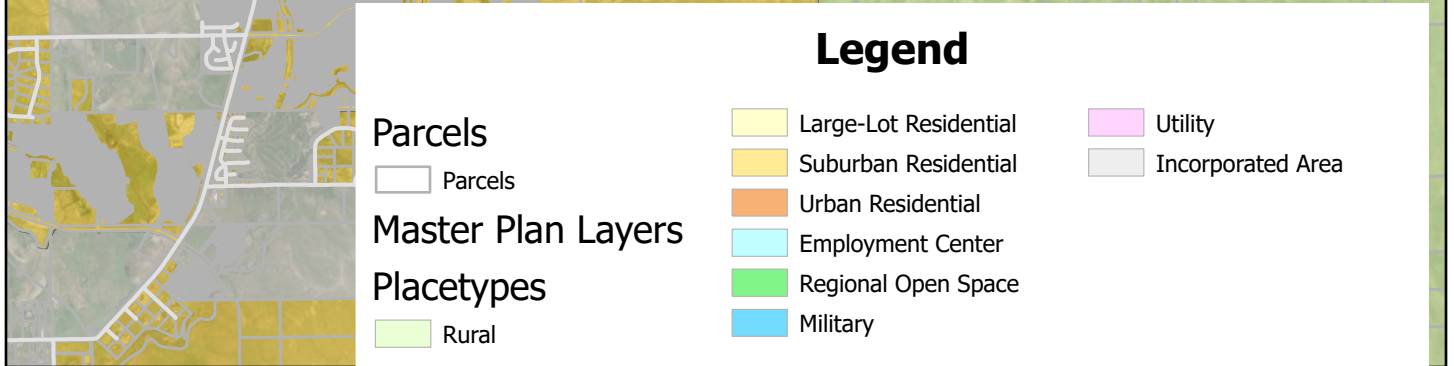 Legend
Parcels
Parcels
Master Plan Layers
Placetypes
Rural
Large-Lot Residential
Suburban Residential
Urban Residential
Employment Center
Regional Open Space
Military
Utility
Incorporated Area